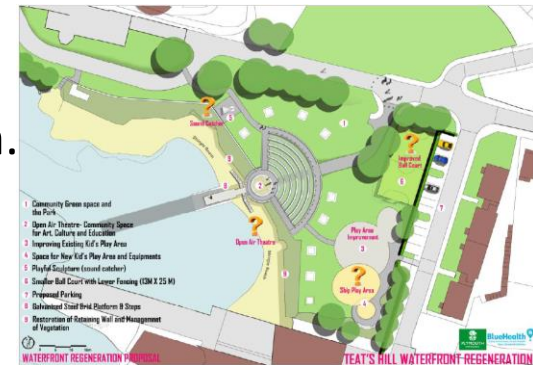 n.
Sound Catcher
Improved
Ball Court
Open Air Theatre
Play Area
Improvement
Ship Play Area
1 Community Green space and
the Park
2 Open Air Theatre- Community Space
for Art, Culture and Education
3 Improving Existing Kid's Play Area
4 Space for New Kid's Play Area and Equipments
5 Playful Sculpture (sound catcher)
6 Smaller Ball Court with Lower Fencing (13M X 25 M)
7 Proposed Parking
8 Galvanised Steel Grid Platform & Steps
9 Restoration of Retaining Wall and Management
of Vegetation
WATERFRONT REGENERATION PROPOSAL
PLYMOUTH
BlueHealth
TEAT'S HILL WATERFRONT REGENERATION